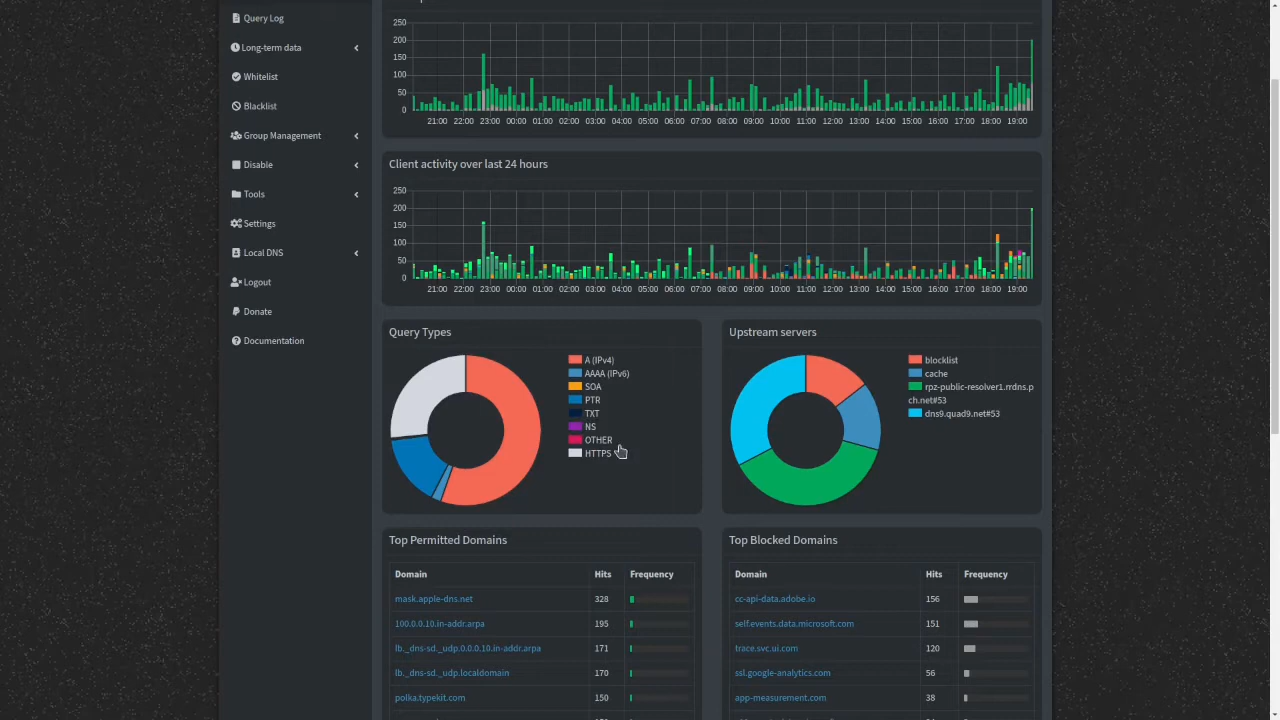 Query Log
Long-term data
Whitelist
Blacklist
Group Management
Disable
Tools
Settings
Local DNS
Logout
Donate
Documentation
250
200
150
100
50
0
21:00 22:00 23:00 00:00 01:00 02:00 03:00 04:00 05:00 06:00 07:00 08:00 09:00 10:00 11:00 12:00 13:00 14:00 15:00 16:00 17:00 18:00 19:00
Client activity over last 24 hours
250
200
150
100
50
0
21:00 22:00 23:00 00:00 01:00 02:00 03:00 04:00 05:00 06:00 07:00 08:00 09:00 10:00 11:00 12:00 13:00 14:00 15:00 16:00 17:00 18:00 19:00
Query Types
A (IPv4)
AAAA (IPv6)
SOA
PTR
TXT
NS
OTHER
HTTPS
Upstream servers
blocklist
cache
rpz-public-resolver1.rrdns.p
ch.net#53
dns9.quad9.net#53
Top Permitted Domains
Domain Hits Frequency
mask.apple-dns.net 328
100.0.0.10.in-addr.arpa 195
lb._dns-sd._udp.0.0.0.10.in-addr.arpa 171
lb._dns-sd._udp.localdomain 170
polka.typekit.com 150
Top Blocked Domains
Domain Hits Frequency
cc-api-data.adobe.io 156
self.events.data.microsoft.com 151
trace.svc.ui.com 120
ssl.google-analytics.com 56
app-measurement.com 38